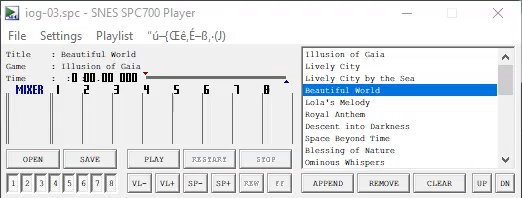 iog-03.spc - SNES SPC700 Player
File Settings Playlist “ú–{Œê‚É–ß‚·(J)
Title : Beautiful World
Game : Illusion of Gaia
Time : :0 00.00 000
MIXER 1 2 3 4 5 6 7 8
OPEN SAVE PLAY RESTART STOP
1 2 3 4 5 6 7 8 VL- VL+ SP- SP+ REW FF
Illusion of Gaia
Lively City
Lively City by the Sea
Beautiful World
Lola's Melody
Royal Anthem
Descent into Darkness
Space Beyond Time
Blessing of Nature
Ominous Whispers
APPEND REMOVE CLEAR UP DN